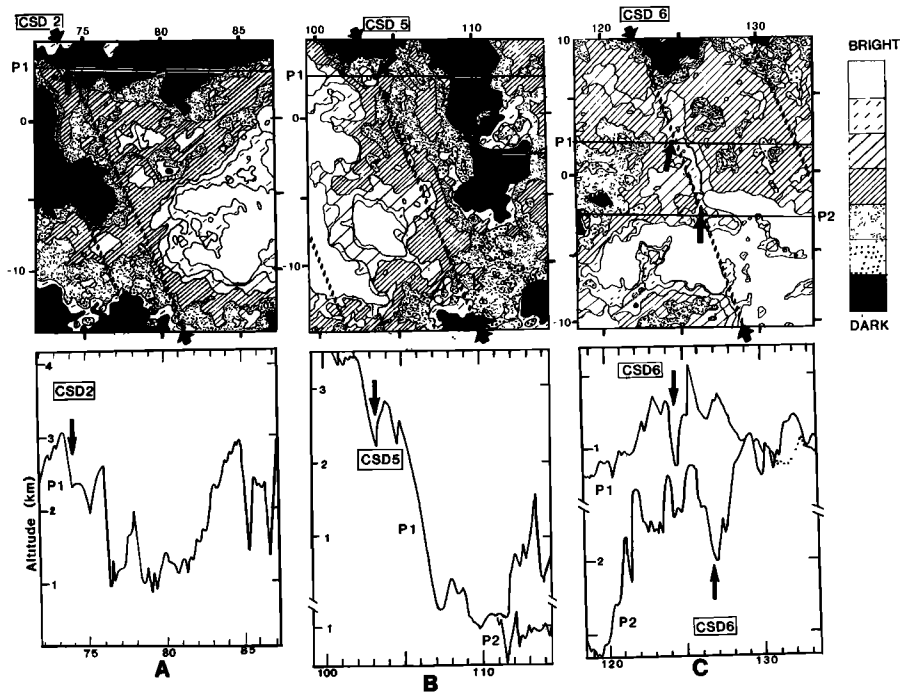 CSD 2 75 80 85
100 CSD 5 110
120 CSD 6 130
BRIGHT
DARK
P1
0
-10
P1
0
-10
10
P1
0
P2
-10
4
3
2
1
CSD2
P1
Altitude (km)
75 80 85
A
3
2
1
1
CSD5
P1
P2
100 110
B
CSD6
1
P1
2
P2
CSD6
120 130
C